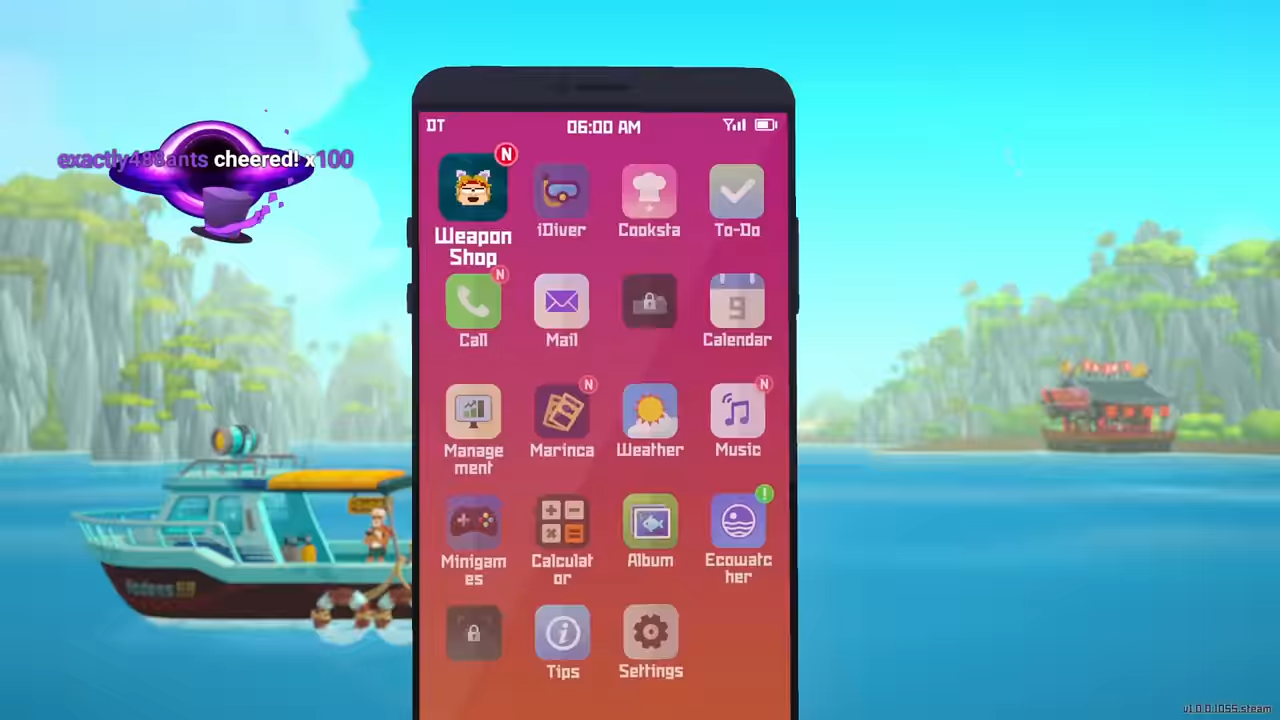 DT
06:00 AM
exactly488ants cheered! x100
N
Weapon
Shop
iDiver
Cooksta
To-Do
N
Call
Mail
9
Calendar
Manage
ment
N
Marinca
Weather
N
Music
Minigam
es
Calculat
or
Album
!
Ecowatc
her
Tips
Settings
v1.0.0.1055.steam